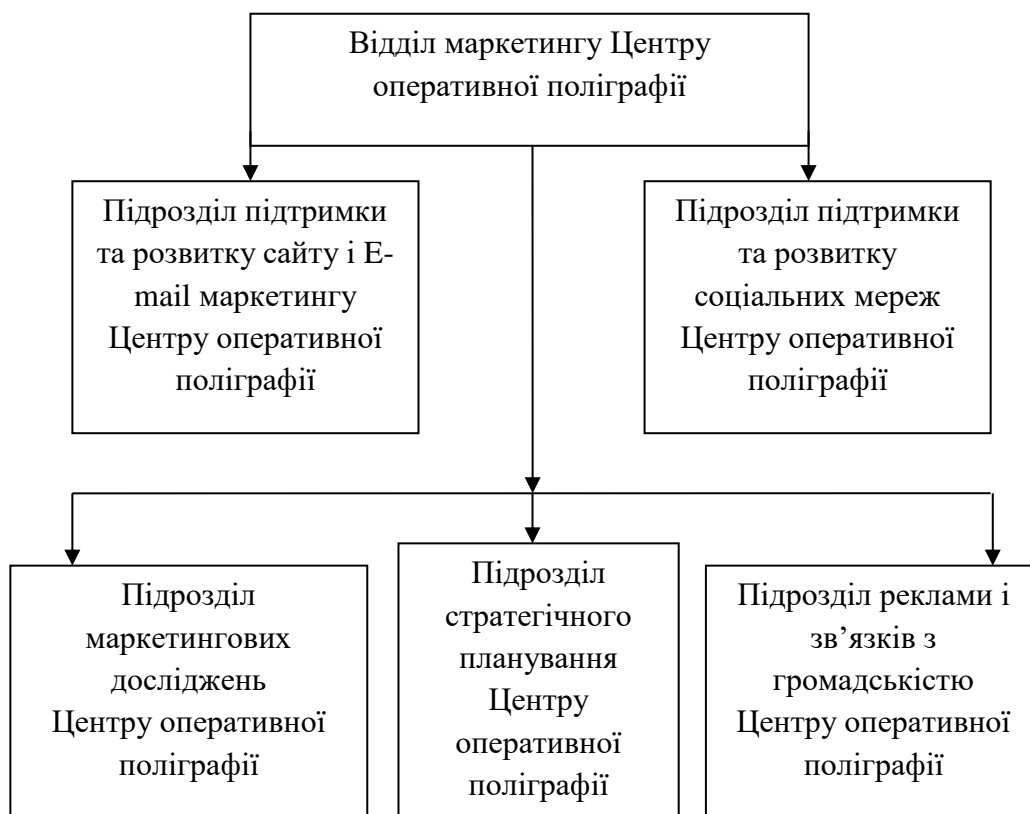 Відділ маркетингу Центру
оперативної поліграфії
Підрозділ підтримки
та розвитку сайту і E-
mail маркетингу
Центру оперативної
поліграфії
Підрозділ підтримки
та розвитку
соціальних мереж
Центру оперативної
поліграфії
Підрозділ
маркетингових
досліджень
Центру оперативної
поліграфії
Підрозділ
стратегічного
планування
Центру
оперативної
поліграфії
Підрозділ реклами і
зв’язків з
громадськістю
Центру оперативної
поліграфії